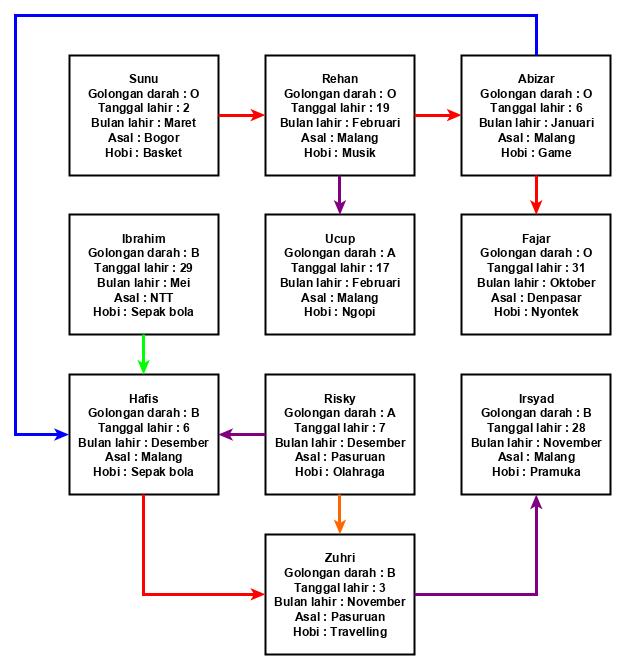 Sunu
Golongan darah : O
Tanggal lahir : 2
Bulan lahir : Maret
Asal : Bogor
Hobi : Basket
Rehan
Golongan darah : O
Tanggal lahir : 19
Bulan lahir : Februari
Asal : Malang
Hobi : Musik
Abizar
Golongan darah : O
Tanggal lahir : 6
Bulan lahir : Januari
Asal : Malang
Hobi : Game
Ibrahim
Golongan darah : B
Tanggal lahir : 29
Bulan lahir : Mei
Asal : NTT
Hobi : Sepak bola
Ucup
Golongan darah : A
Tanggal lahir : 17
Bulan lahir : Februari
Asal : Malang
Hobi : Ngopi
Fajar
Golongan darah : O
Tanggal lahir : 31
Bulan lahir : Oktober
Asal : Denpasar
Hobi : Nyontek
Hafis
Golongan darah : B
Tanggal lahir : 6
Bulan lahir : Desember
Asal : Malang
Hobi : Sepak bola
Risky
Golongan darah : A
Tanggal lahir : 7
Bulan lahir : Desember
Asal : Pasuruan
Hobi : Olahraga
Irsyad
Golongan darah : B
Tanggal lahir : 28
Bulan lahir : November
Asal : Malang
Hobi : Pramuka
Zuhri
Golongan darah : B
Tanggal lahir : 3
Bulan lahir : November
Asal : Pasuruan
Hobi : Travelling